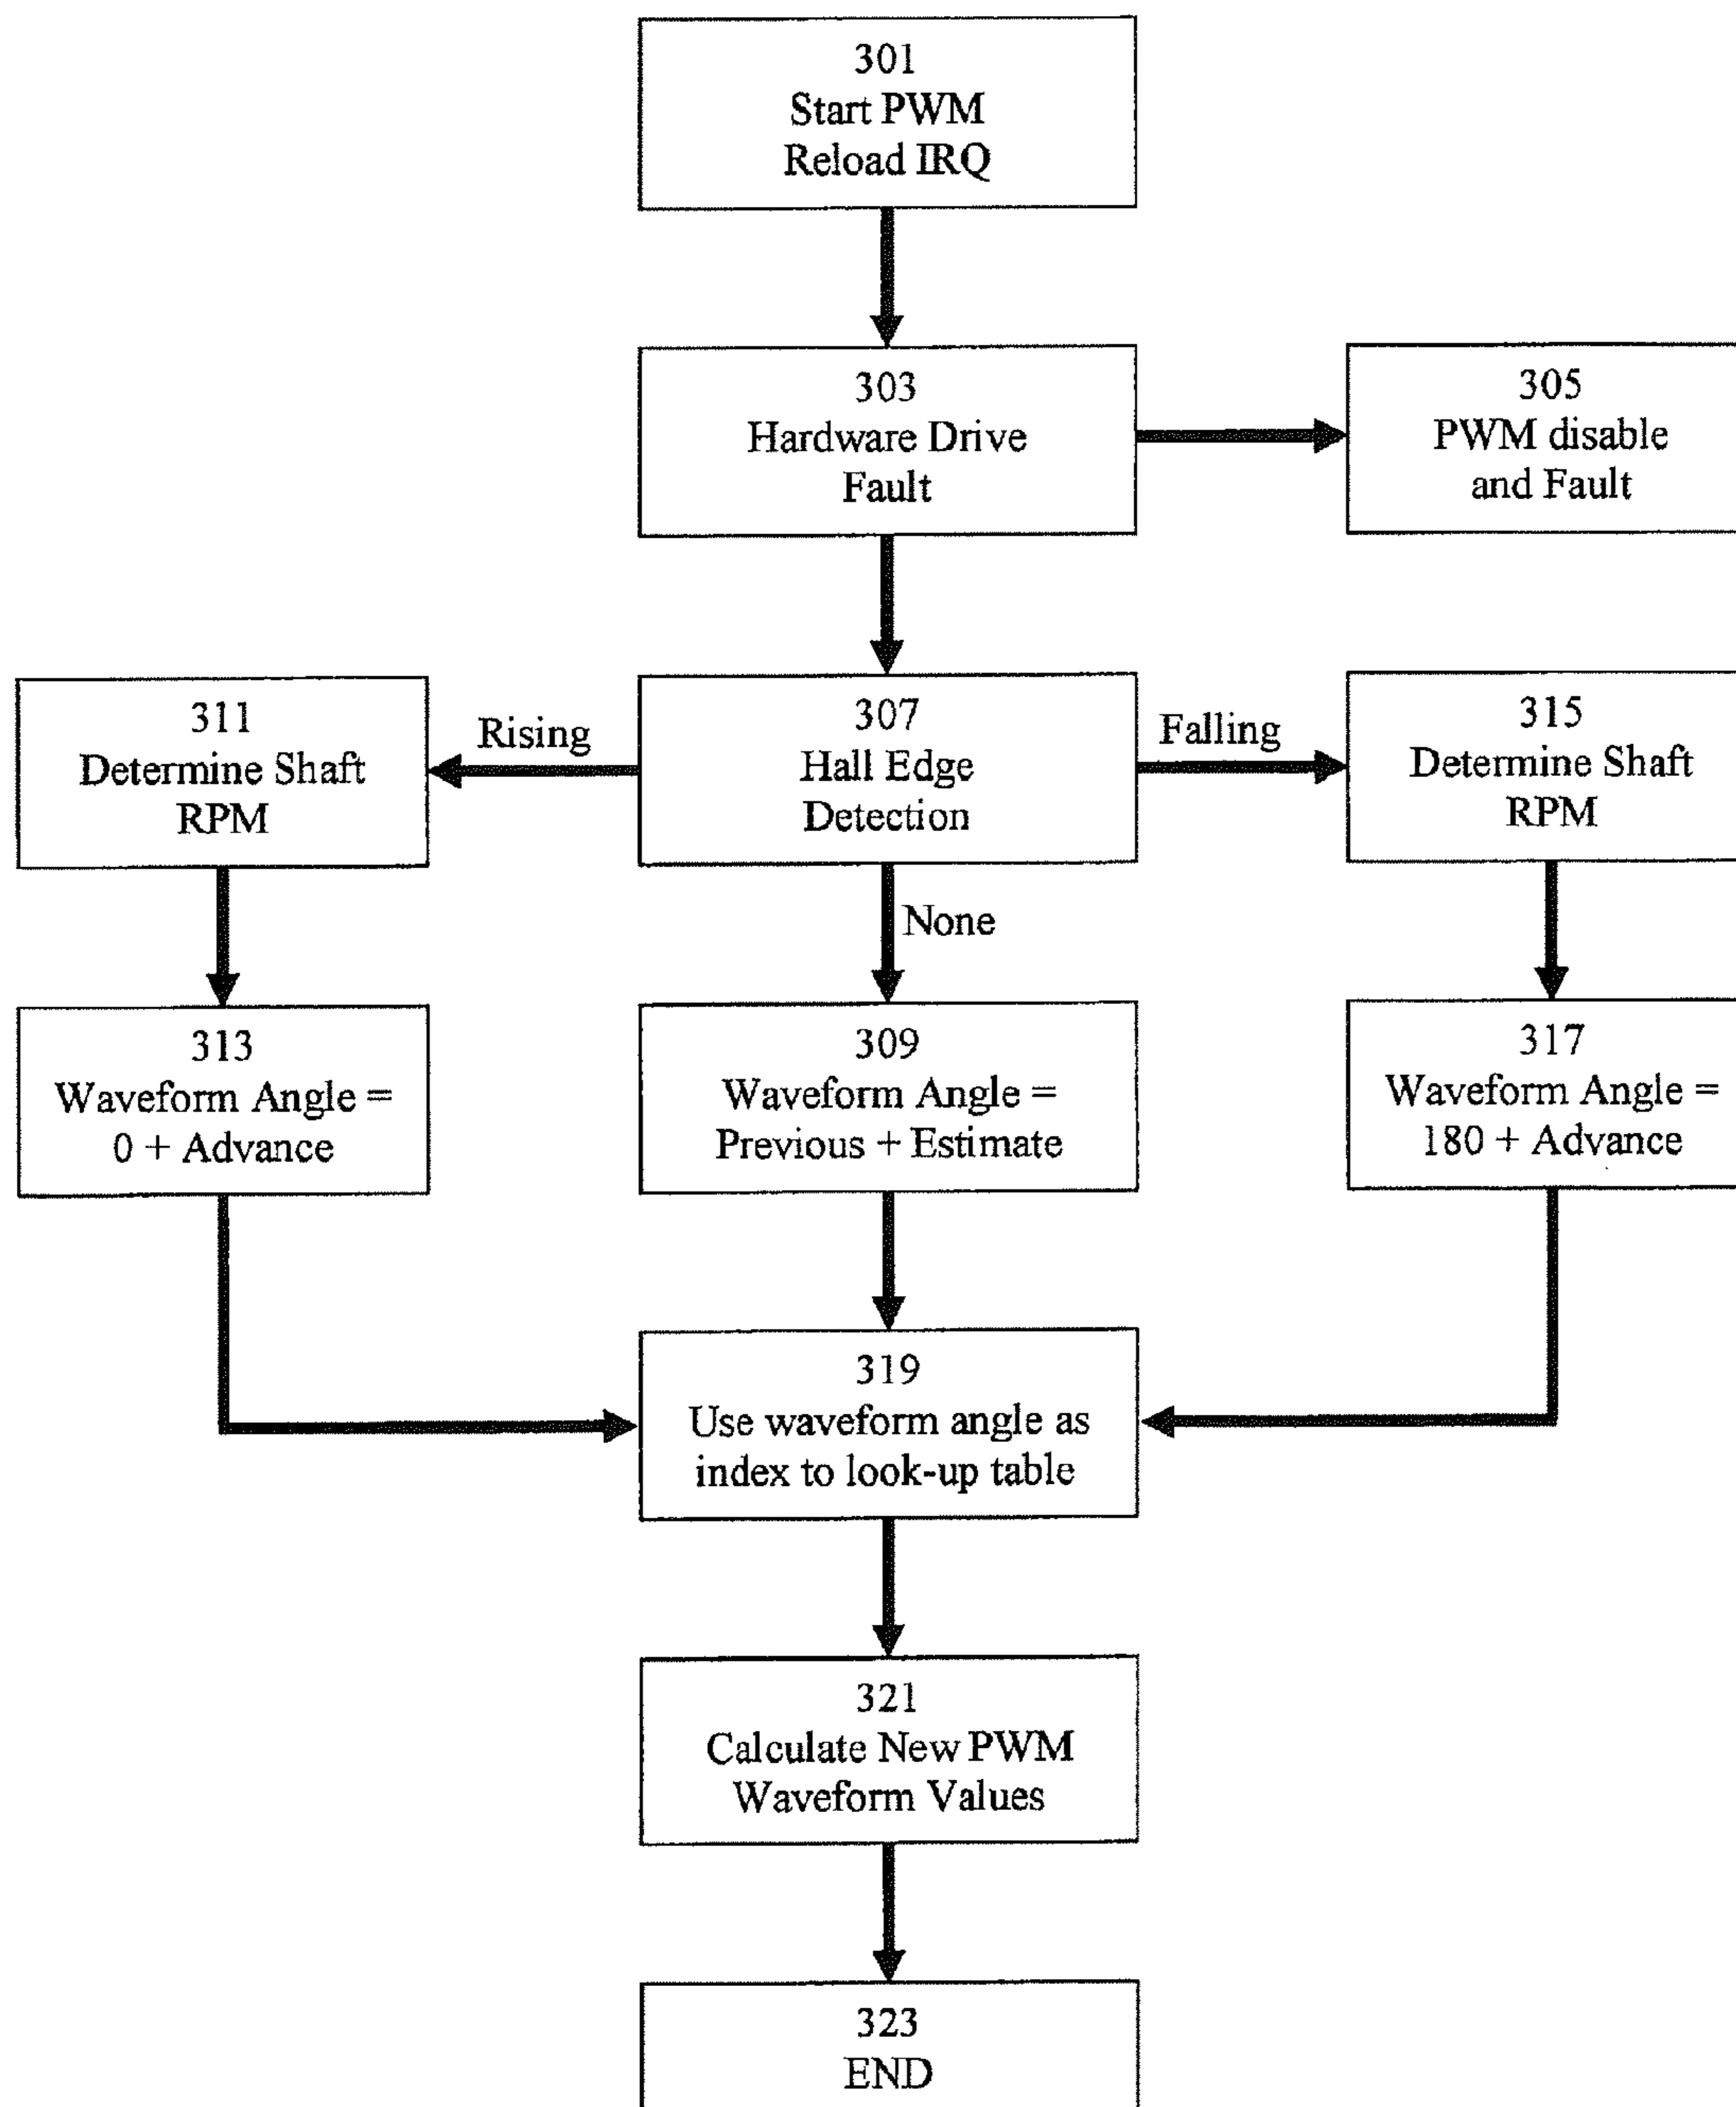 301
Start PWM
Reload IRQ
303
Hardware Drive
Fault
305
PWM disable
and Fault
311
Determine Shaft
RPM
Rising
307
Hall Edge
Detection
Falling
315
Determine Shaft
RPM
None
313
Waveform Angle =
0 + Advance
309
Waveform Angle =
Previous + Estimate
317
Waveform Angle =
180 + Advance
319
Use waveform angle as
index to look-up table
321
Calculate New PWM
Waveform Values
323
END